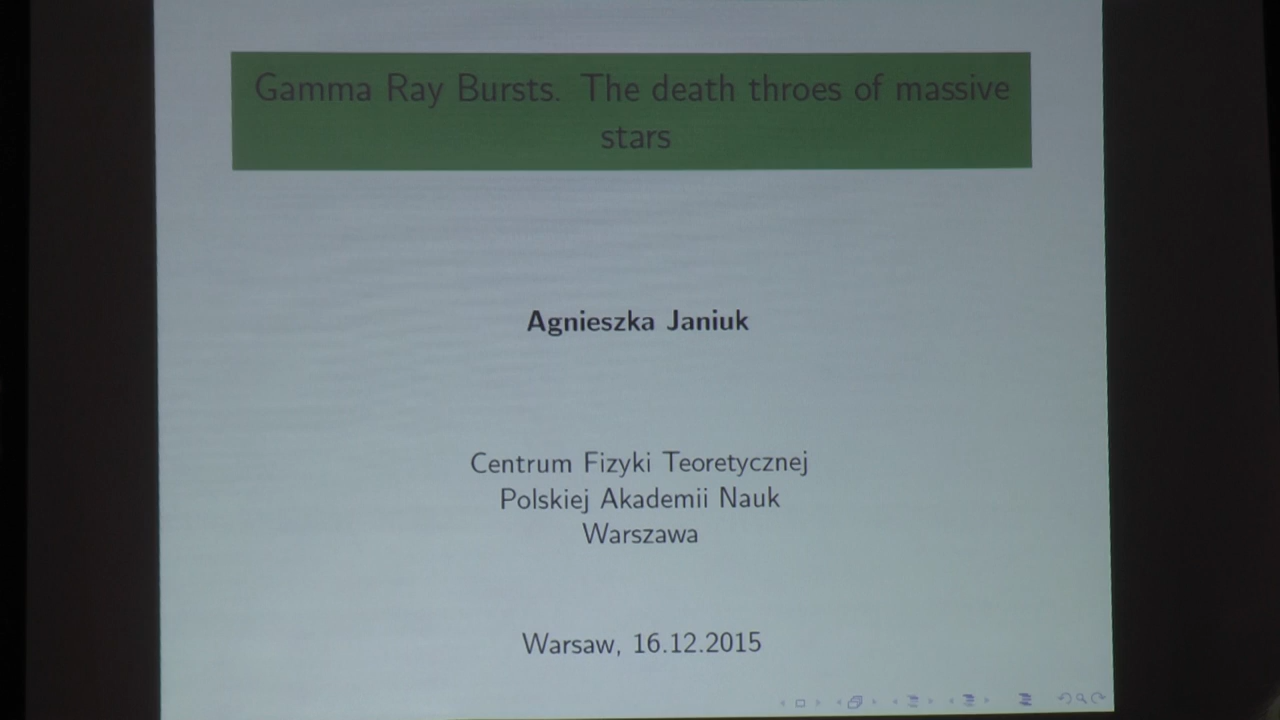 Gamma Ray Bursts. The death throes of massive
stars
Agnieszka Janiuk
Centrum Fizyki Teoretycznej
Polskiej Akademii Nauk
Warszawa
Warsaw, 16.12.2015